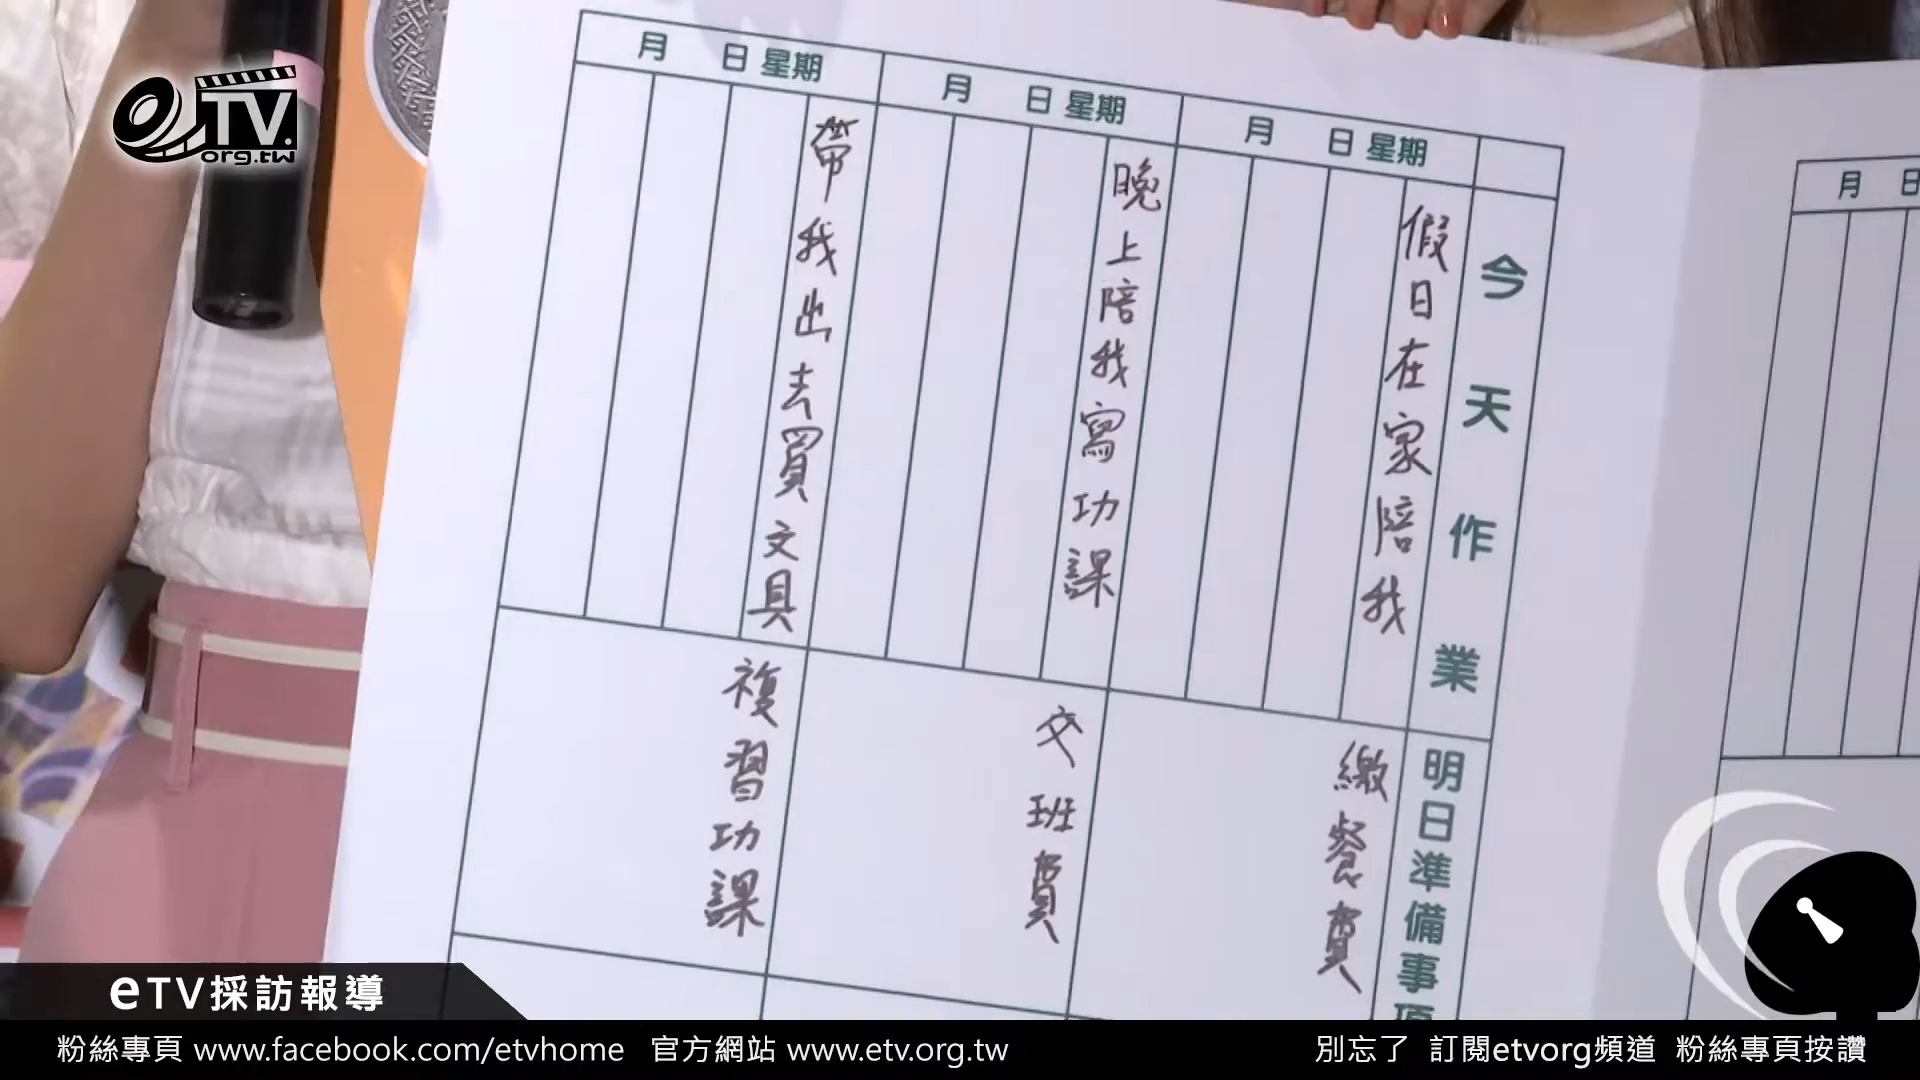 eTV.
org.tw
月 日 星期
月 日 星期
月 日 星期
今天作業
假日在家陪我
晚上陪我寫功課
帶我出去買文具
明日準備事項
繳餐費
交班費
複習功課
月 日
eTV採訪報導
粉絲專頁 www.facebook.com/etvhome 官方網站 www.etv.org.tw
別忘了 訂閱etvorg頻道 粉絲專頁按讚